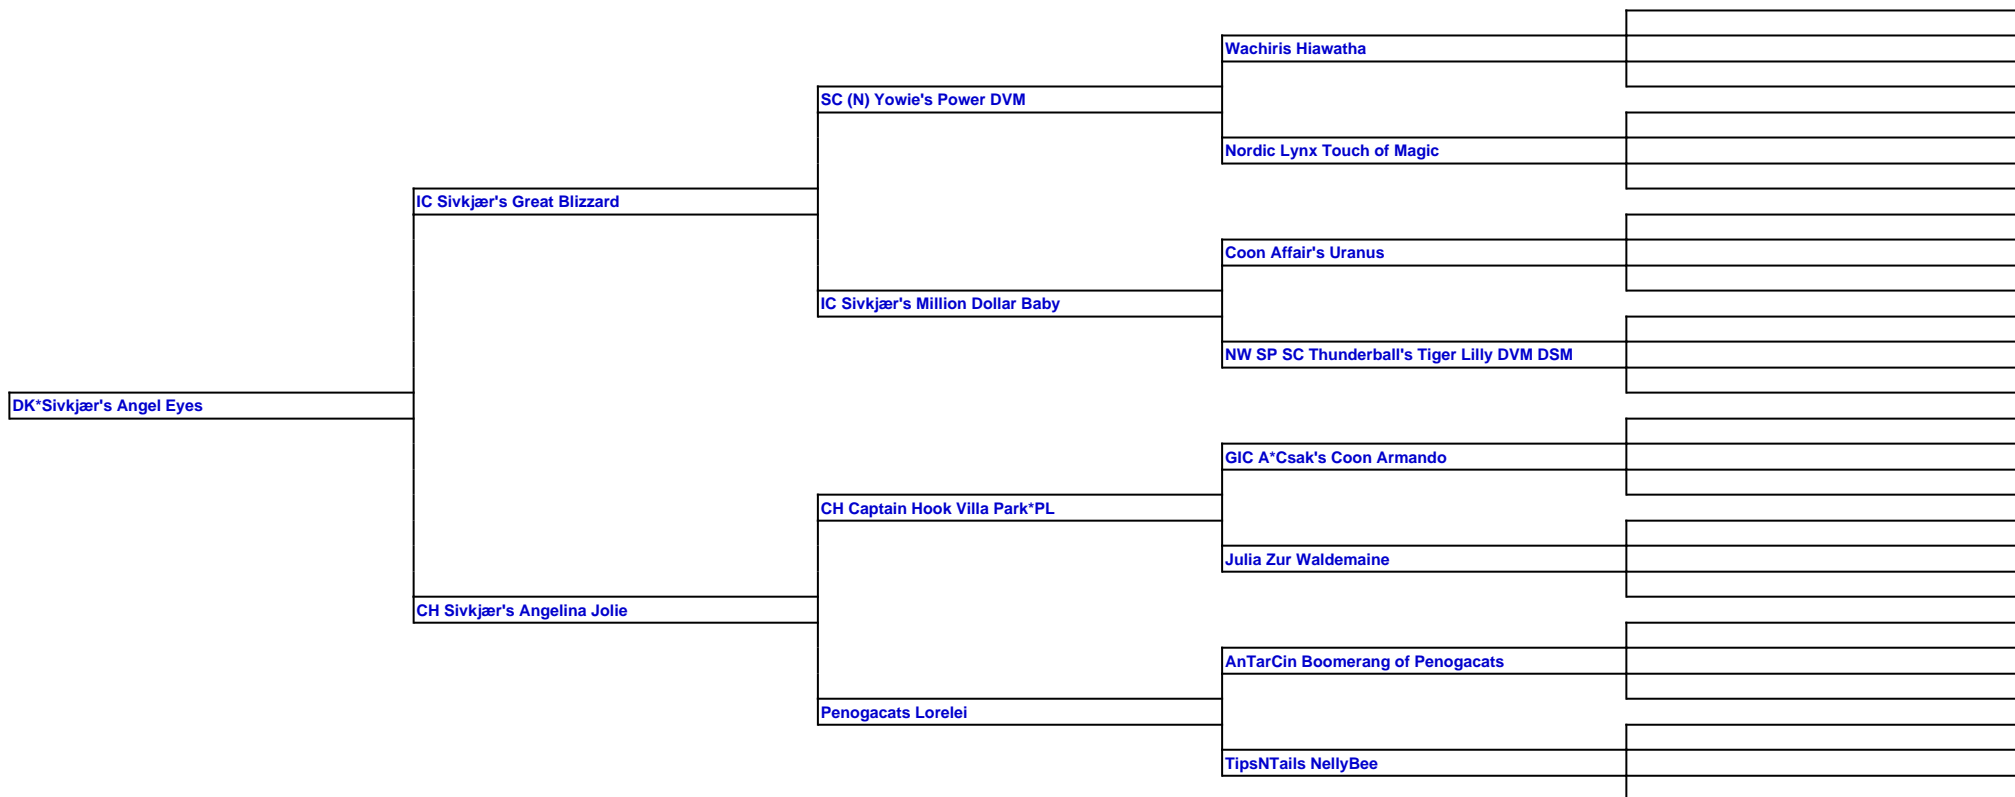 Wachiris Hiawatha
SC (N) Yowie's Power DVM
Nordic Lynx Touch of Magic
IC Sivkjær's Great Blizzard
Coon Affair's Uranus
IC Sivkjær's Million Dollar Baby
NW SP SC Thunderball's Tiger Lilly DVM DSM
DK*Sivkjær's Angel Eyes
GIC A*Csak's Coon Armando
CH Captain Hook Villa Park*PL
Julia Zur Waldemaine
CH Sivkjær's Angelina Jolie
AnTarCin Boomerang of Penogacats
Penogacats Lorelei
TipsNTails NellyBee